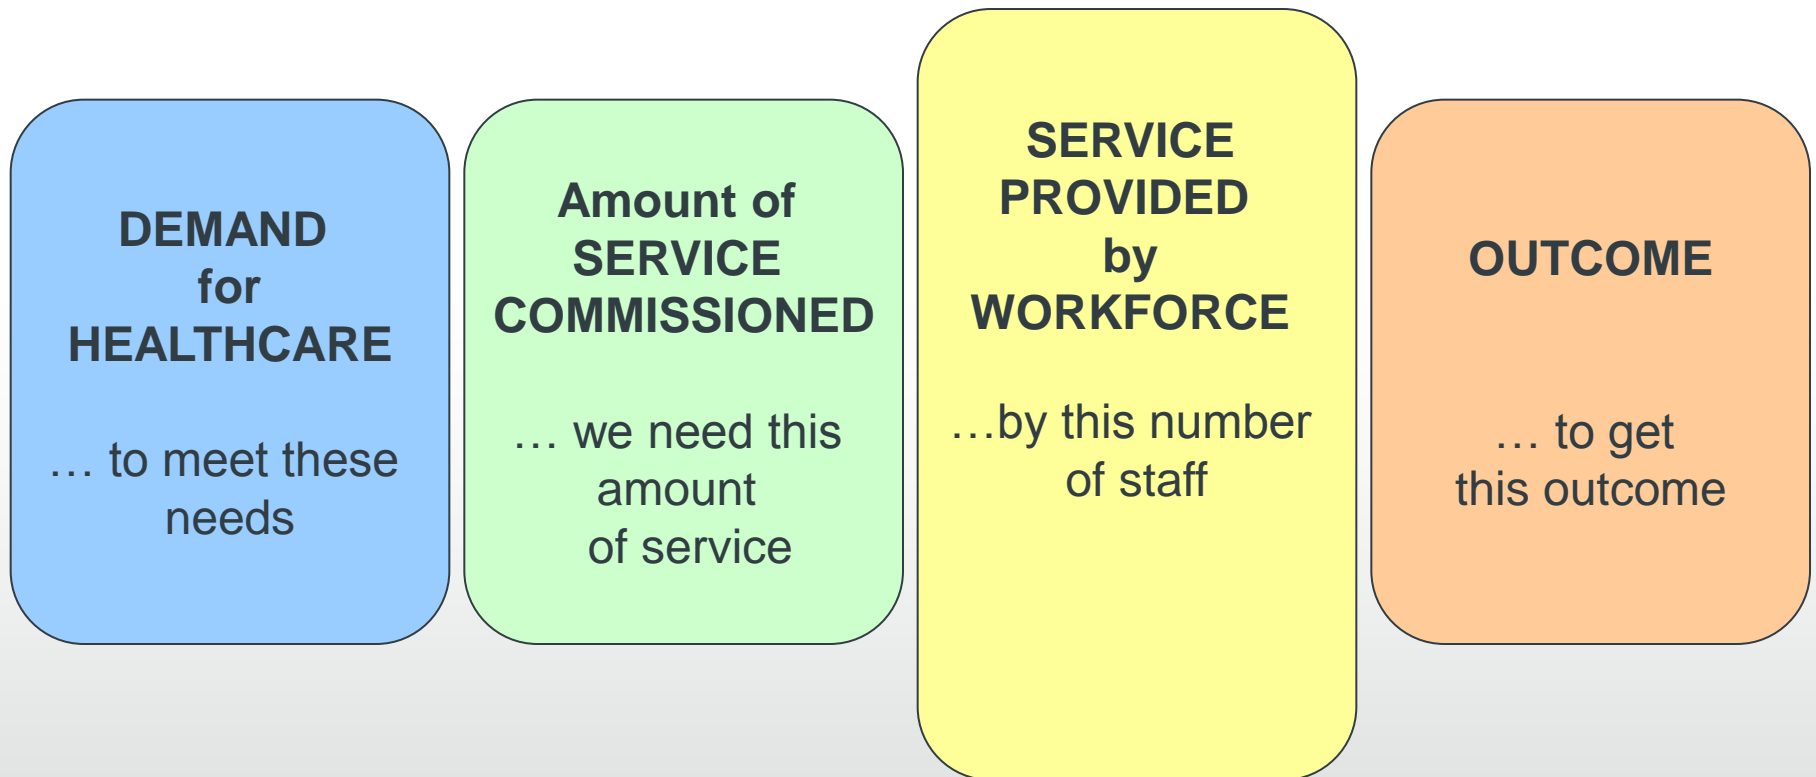 DEMAND
for
HEALTHCARE
… to meet these
needs
Amount of
SERVICE
COMMISSIONED
… we need this
amount
of service
SERVICE
PROVIDED
by
WORKFORCE
…by this number
of staff
OUTCOME
… to get
this outcome